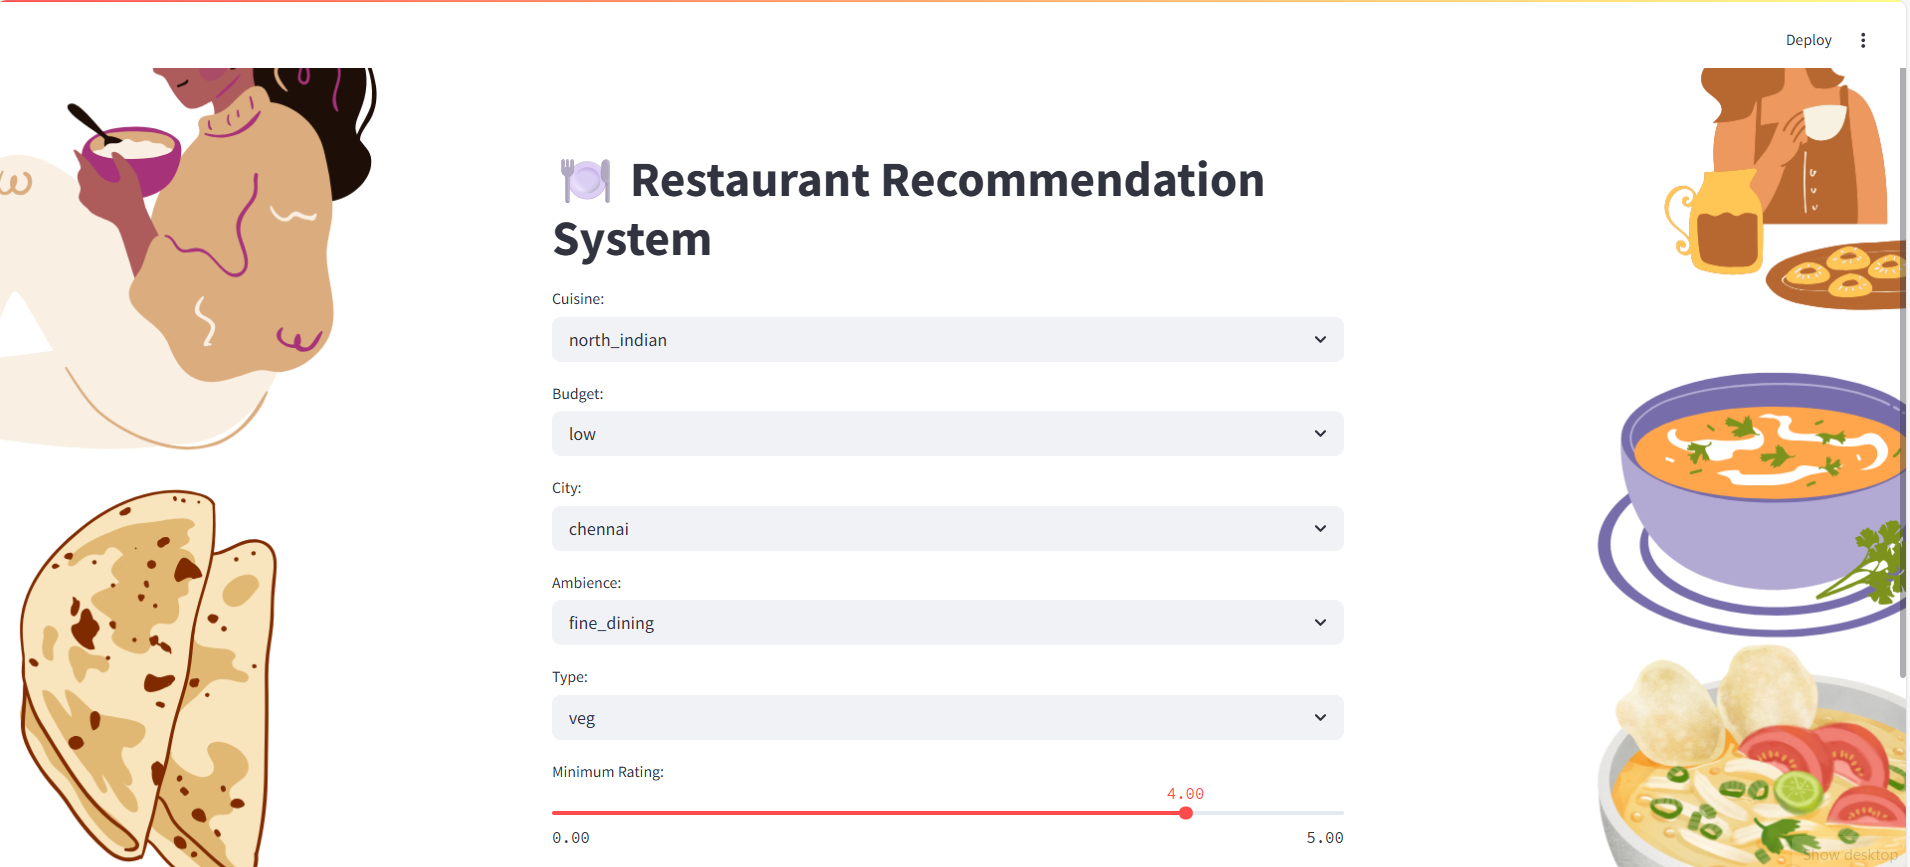 Deploy
Restaurant Recommendation
System
Cuisine:
north_indian
Budget:
low
City:
chennai
Ambience:
fine_dining
Type:
veg
Minimum Rating:
4.00
0.00
5.00
Show desktop